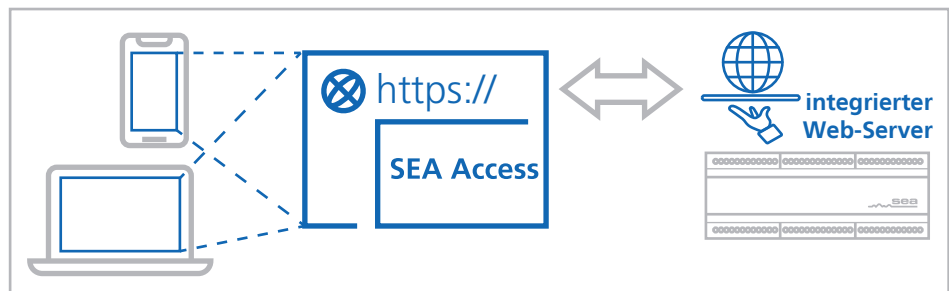 https://
SEA Access
integrierter
Web-Server
sea